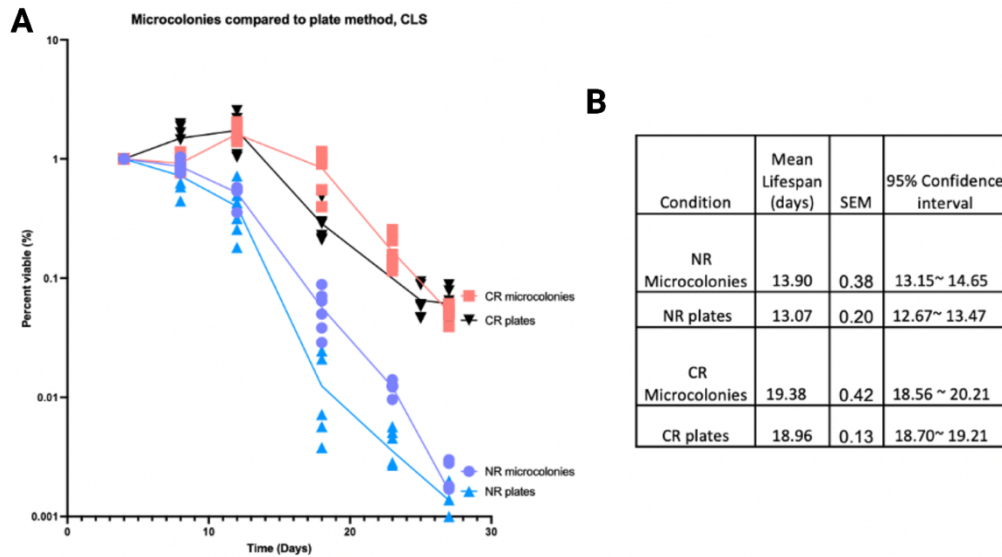 A
Microcolonies compared to plate method, CLS
10
1
0.1
0.01
0.001
Percent viable (%)
0
10
20
30
Time (Days)
CR microcolonies
CR plates
NR microcolonies
NR plates
B
Condition
Mean
Lifespan
(days)
SEM
95% Confidence
interval
NR
Microcolonies
13.90
0.38
13.15~ 14.65
NR plates
13.07
0.20
12.67~ 13.47
CR
Microcolonies
19.38
0.42
18.56 ~ 20.21
CR plates
18.96
0.13
18.70~ 19.21